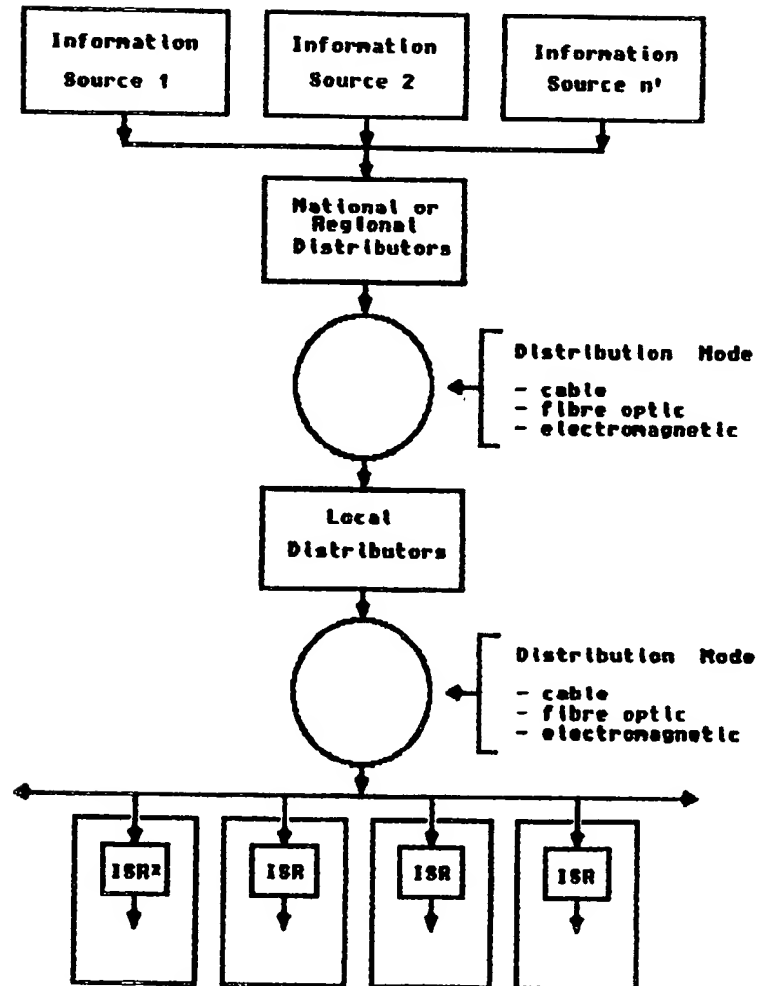 Information
Source 1
Information
Source 2
Information
Source n'
National or
Regional
Distributors
Distribution Mode
- cable
- fibre optic
- electromagnetic
Local
Distributors
Distribution Mode
- cable
- fibre optic
- electromagnetic
ISR²
ISR
ISR
ISR